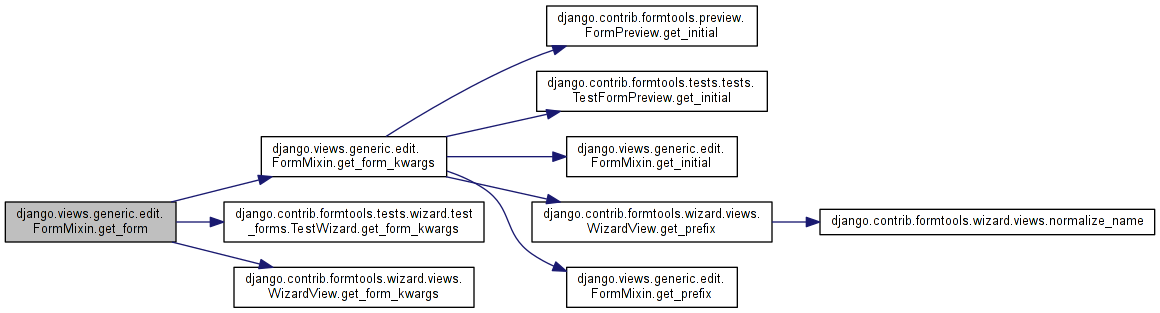 django.contrib.formtools.preview.
FormPreview.get_initial
django.contrib.formtools.tests.tests.
TestFormPreview.get_initial
django.views.generic.edit.
FormMixin.get_form_kwargs
django.views.generic.edit.
FormMixin.get_initial
django.views.generic.edit.
FormMixin.get_form
django.contrib.formtools.tests.wizard.test
_forms.TestWizard.get_form_kwargs
django.contrib.formtools.wizard.views.
WizardView.get_prefix
django.contrib.formtools.wizard.views.normalize_name
django.contrib.formtools.wizard.views.
WizardView.get_form_kwargs
django.views.generic.edit.
FormMixin.get_prefix